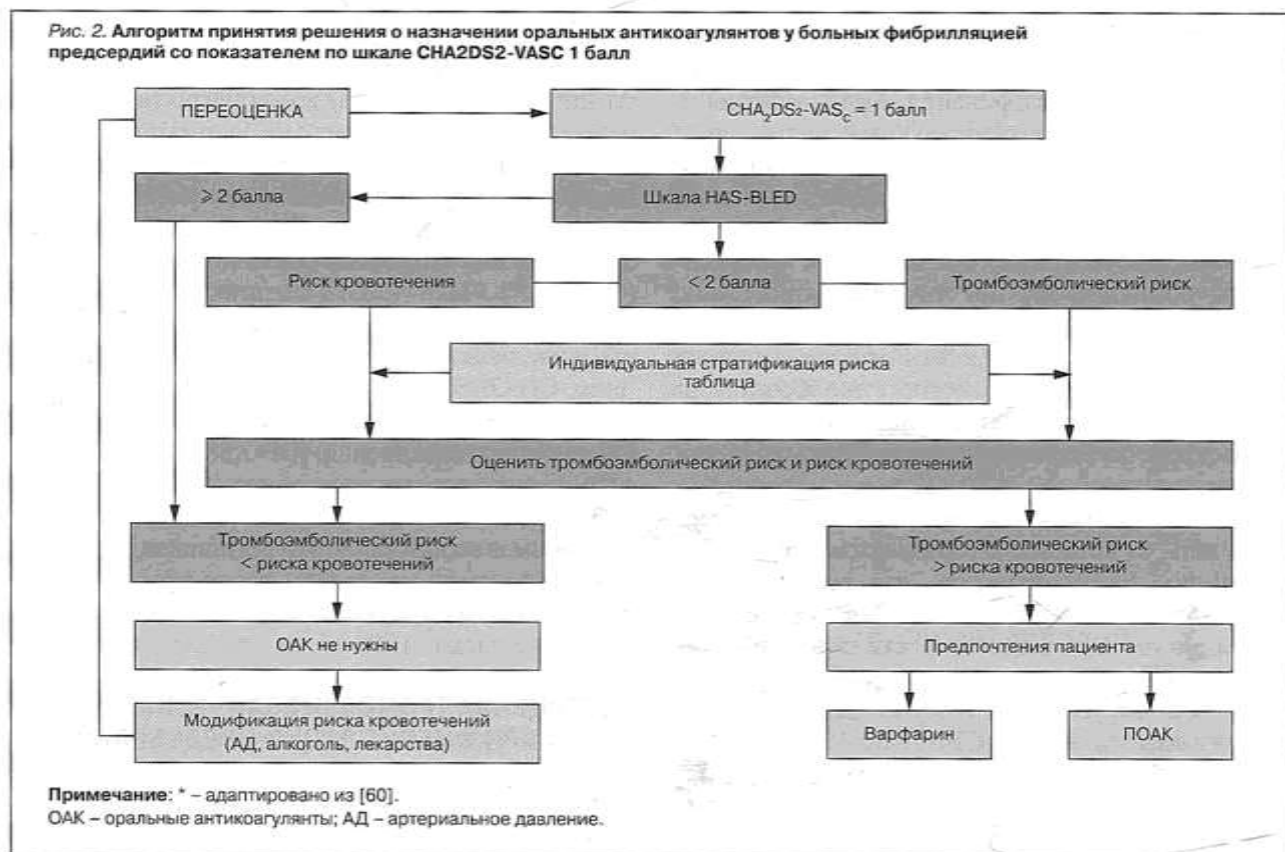 Рис. 2. Алгоритм принятия решения о назначении оральных антикоагулянтов у больных фибрилляцией
предсердий со показателем по шкале CHA2DS2-VASC 1 балл
ПЕРЕОЦЕНКА
CHA₂DS₂-VASc = 1 балл
⩾ 2 балла
Шкала HAS-BLED
Риск кровотечения
< 2 балла
Тромбоэмболический риск
Индивидуальная стратификация риска
таблица
Оценить тромбоэмболический риск и риск кровотечений
Тромбоэмболический риск
< риска кровотечений
Тромбоэмболический риск
> риска кровотечений
ОАК не нужны
Предпочтения пациента
Модификация риска кровотечений
(АД, алкоголь, лекарства)
Варфарин
ПОАК
Примечание: * – адаптировано из [60].
ОАК – оральные антикоагулянты; АД – артериальное давление.